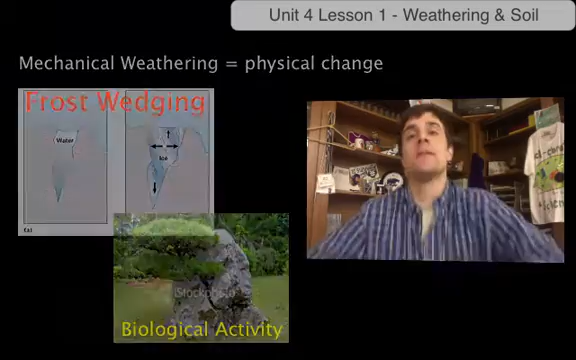 Unit 4 Lesson 1 - Weathering & Soil
Mechanical Weathering = physical change
Frost Wedging
Water
Ice
(A)
iStockphoto
Biological Activity